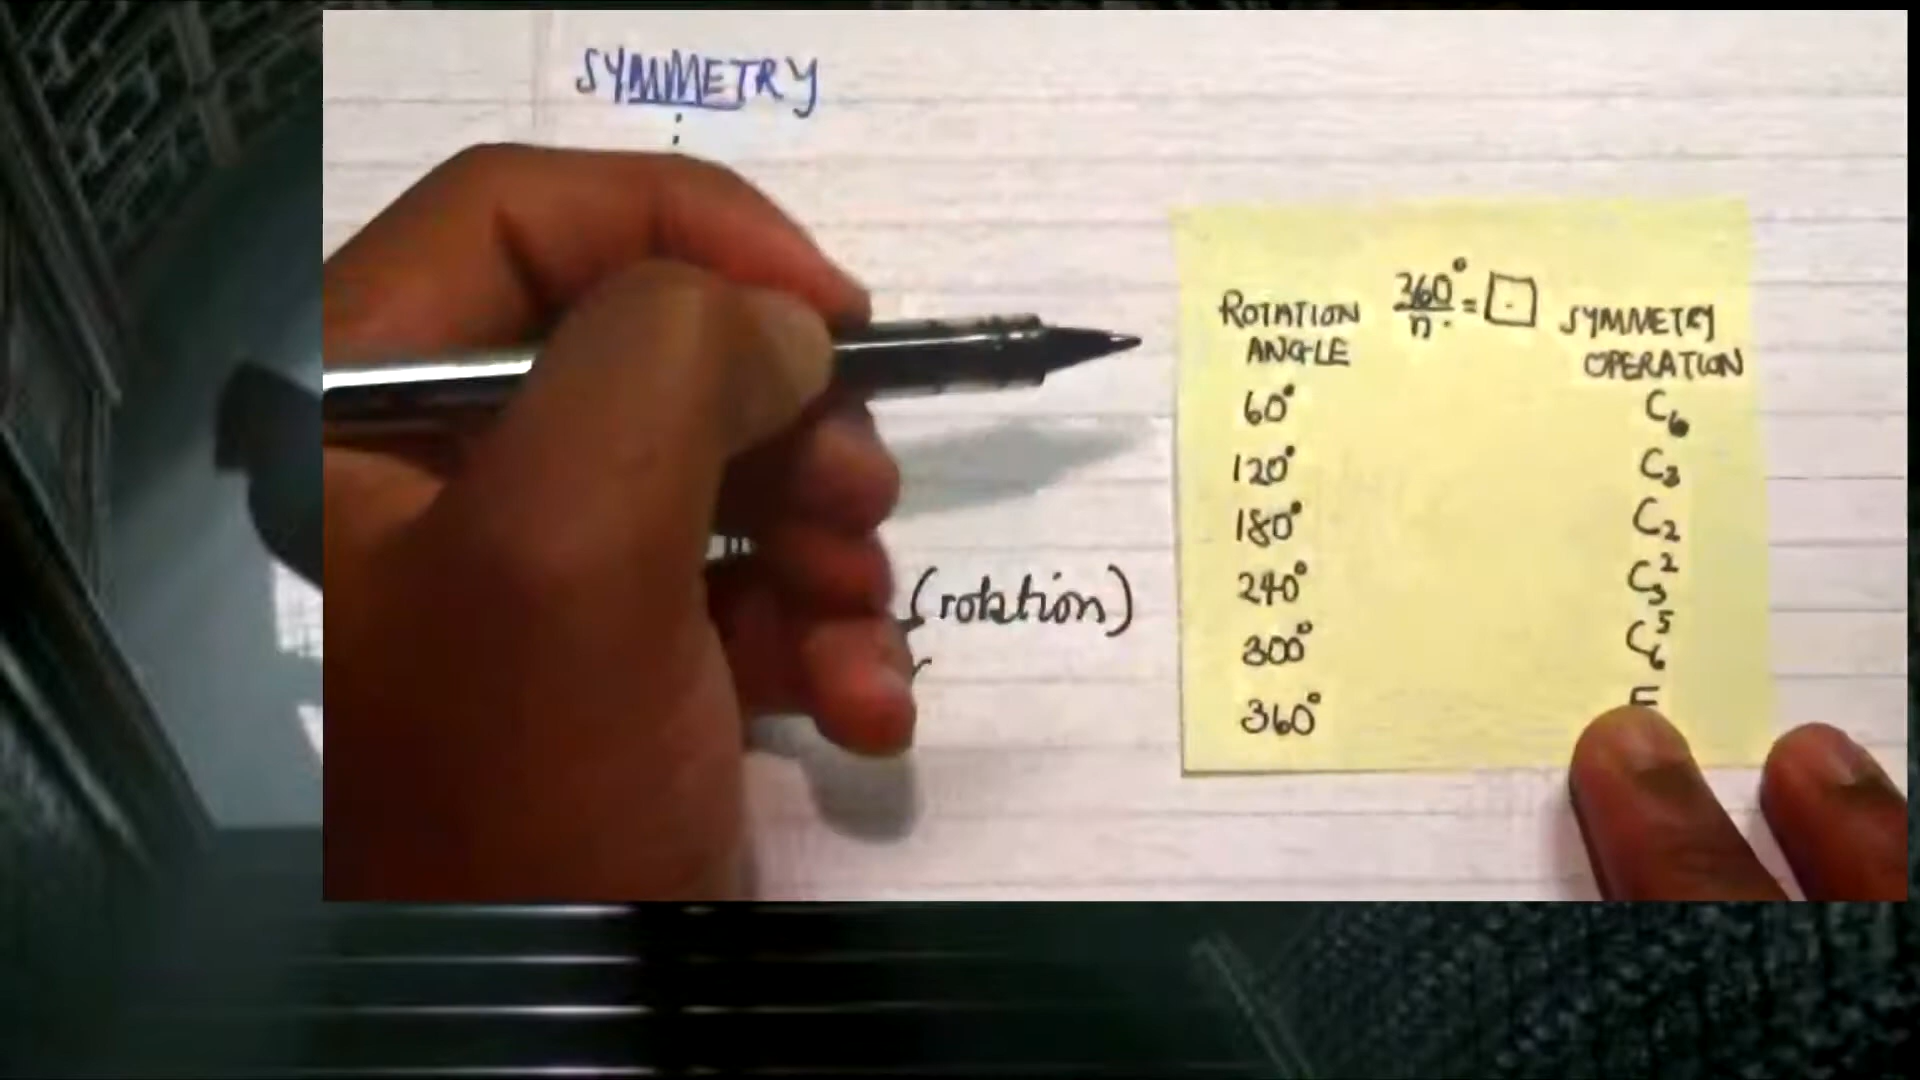 SYMMETRY
ROTATION ANGLE
360°/n = □
SYMMETRY OPERATION
60° C₆
120° C₃
180° C₂
240° C₃²
300° C₆⁵
360° E
(rotation)